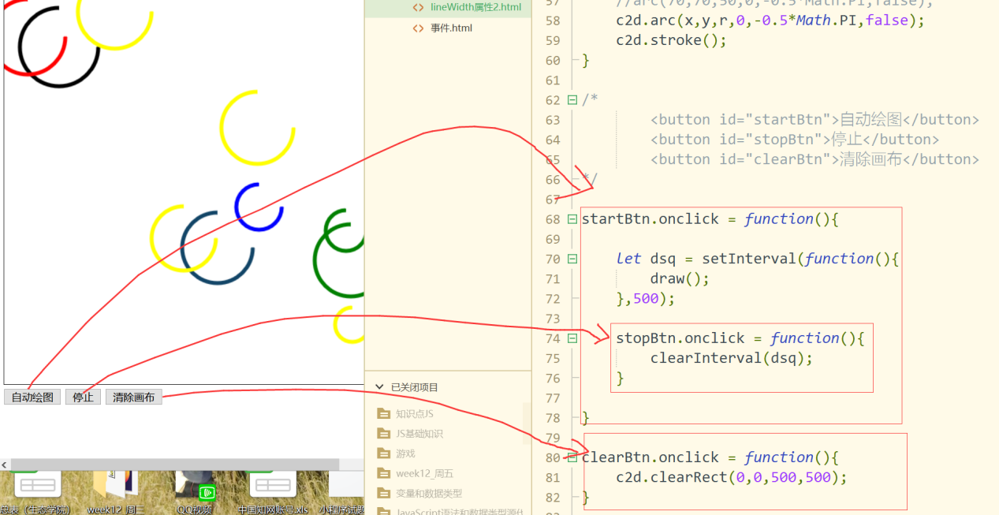 lineWidth属性2.html
事件.html
57 //arc(70,70,50,0,-0.5*Math.PI,false);
58 c2d.arc(x,y,r,0,-0.5*Math.PI,false);
59 c2d.stroke();
60 }
61
62 /*
63 <button id="startBtn">自动绘图</button>
64 <button id="stopBtn">停止</button>
65 <button id="clearBtn">清除画布</button>
66 */
67
68 startBtn.onclick = function(){
69
70 let dsq = setInterval(function(){
71 draw();
72 },500);
73
74 stopBtn.onclick = function(){
75 clearInterval(dsq);
76 }
77
78 }
79
80 clearBtn.onclick = function(){
81 c2d.clearRect(0,0,500,500);
82 }
自动绘图 停止 清除画布
已关闭项目
知识点JS
JS基础知识
游戏
week12_周五
变量和数据类型
JavaScript语法和数据类型源代
总表（生态学院） week12_周三 QQ视频 中国知网账号.xls 小程序试题